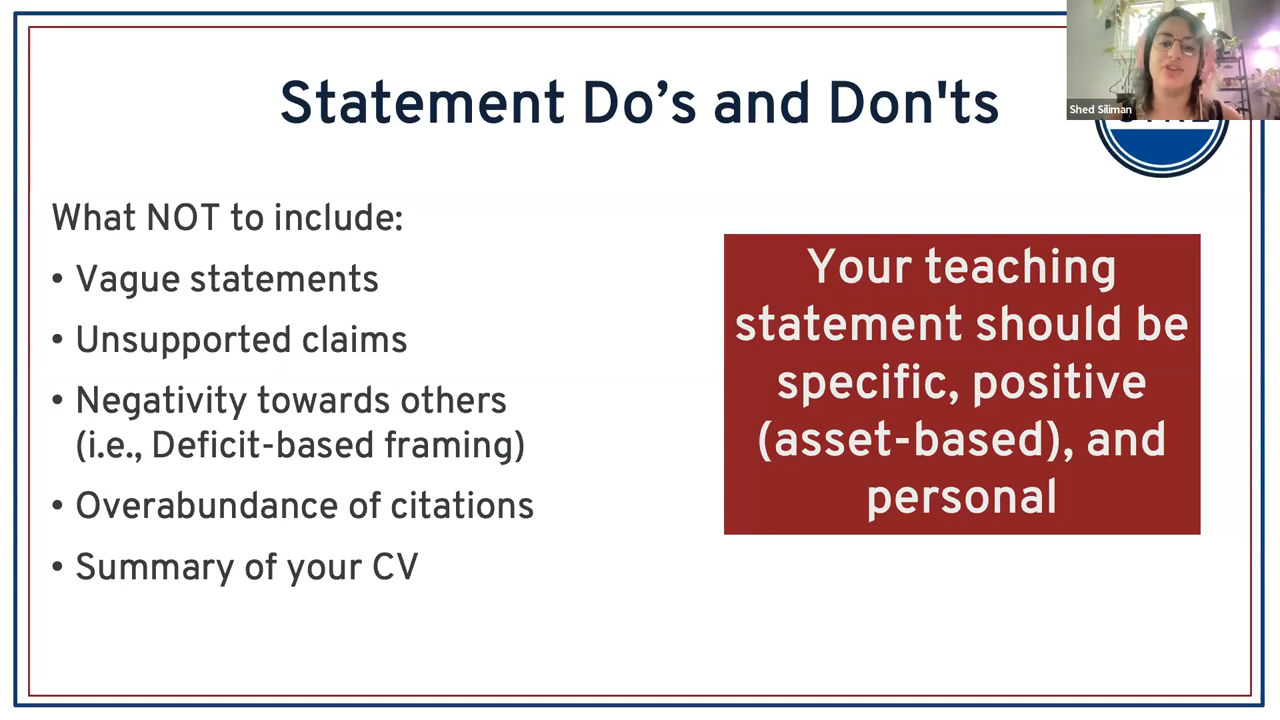 Statement Do’s and Don'ts
Shed Siliman
What NOT to include:
• Vague statements
• Unsupported claims
• Negativity towards others
(i.e., Deficit-based framing)
• Overabundance of citations
• Summary of your CV
Your teaching
statement should be
specific, positive
(asset-based), and
personal